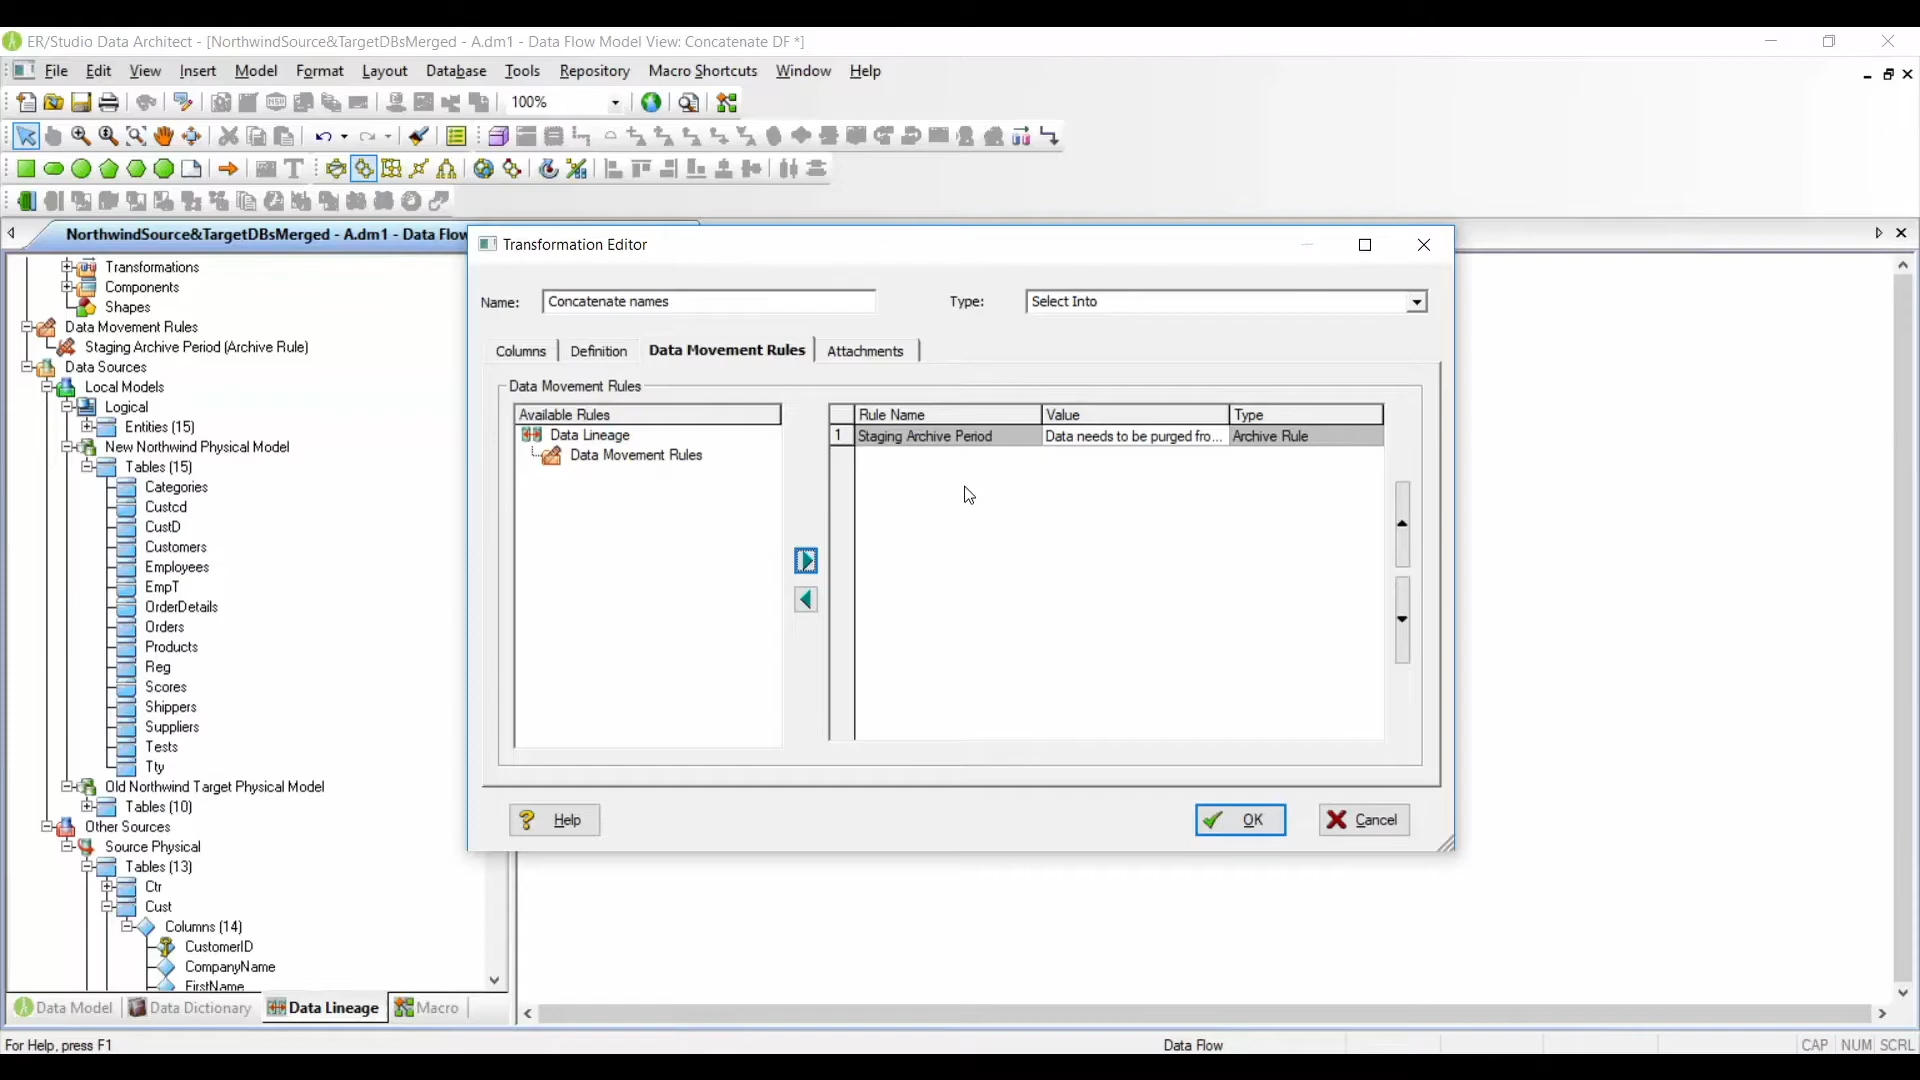 ER/Studio Data Architect - [NorthwindSource&TargetDBsMerged - A.dm1 - Data Flow Model View: Concatenate DF *]
File Edit View Insert Model Format Layout Database Tools Repository Macro Shortcuts Window Help
100%
NorthwindSource&TargetDBsMerged - A.dm1 - Data Flow
Transformations
Components
Shapes
Data Movement Rules
Staging Archive Period (Archive Rule)
Data Sources
Local Models
Logical
Entities (15)
New Northwind Physical Model
Tables (15)
Categories
Custcd
CustD
Customers
Employees
EmpT
OrderDetails
Orders
Products
Reg
Scores
Shippers
Suppliers
Tests
Tty
Old Northwind Target Physical Model
Tables (10)
Other Sources
Source Physical
Tables (13)
Ctr
Cust
Columns (14)
CustomerID
CompanyName
FirstName
Data Model Data Dictionary Data Lineage Macro
Transformation Editor
Name: Concatenate names Type: Select Into
Columns Definition Data Movement Rules Attachments
Data Movement Rules
Available Rules
Data Lineage
Data Movement Rules
Rule Name Value Type
1 Staging Archive Period Data needs to be purged fro... Archive Rule
Help OK Cancel
For Help, press F1 Data Flow CAP NUM SCRL